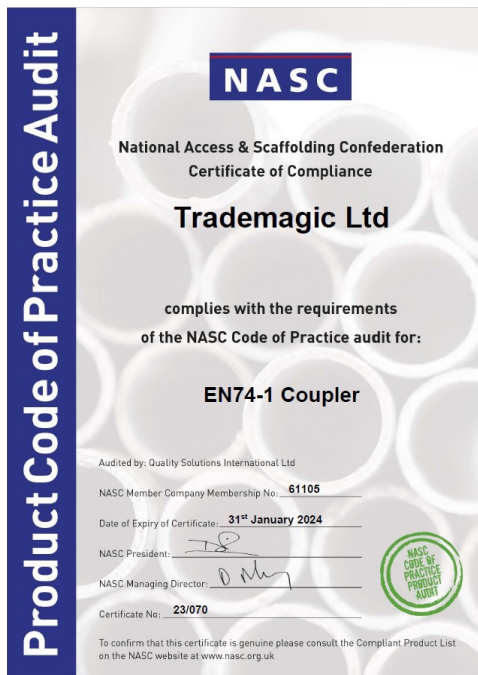 Product Code of Practice Audit
NASC
National Access & Scaffolding Confederation
Certificate of Compliance
Trademagic Ltd
complies with the requirements
of the NASC Code of Practice audit for:
EN74-1 Coupler
Audited by: Quality Solutions International Ltd
NASC Member Company Membership No: 61105
Date of Expiry of Certificate: 31st January 2024
NASC President:
NASC Managing Director:
Certificate No: 23/070
NASC
CODE OF
PRACTICE
PRODUCT
AUDIT
To confirm that this certificate is genuine please consult the Compliant Product List
on the NASC website at www.nasc.org.uk